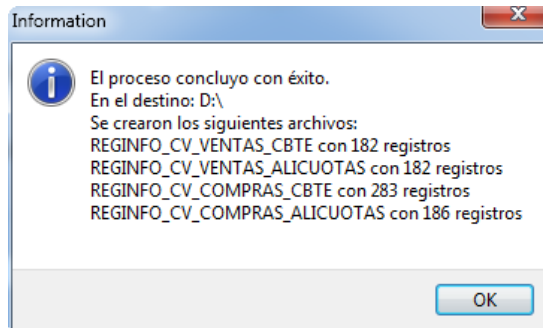 Information
El proceso concluyo con éxito.
En el destino: D:\
Se crearon los siguientes archivos:
REGINFO_CV_VENTAS_CBTE con 182 registros
REGINFO_CV_VENTAS_ALICUOTAS con 182 registros
REGINFO_CV_COMPRAS_CBTE con 283 registros
REGINFO_CV_COMPRAS_ALICUOTAS con 186 registros
OK